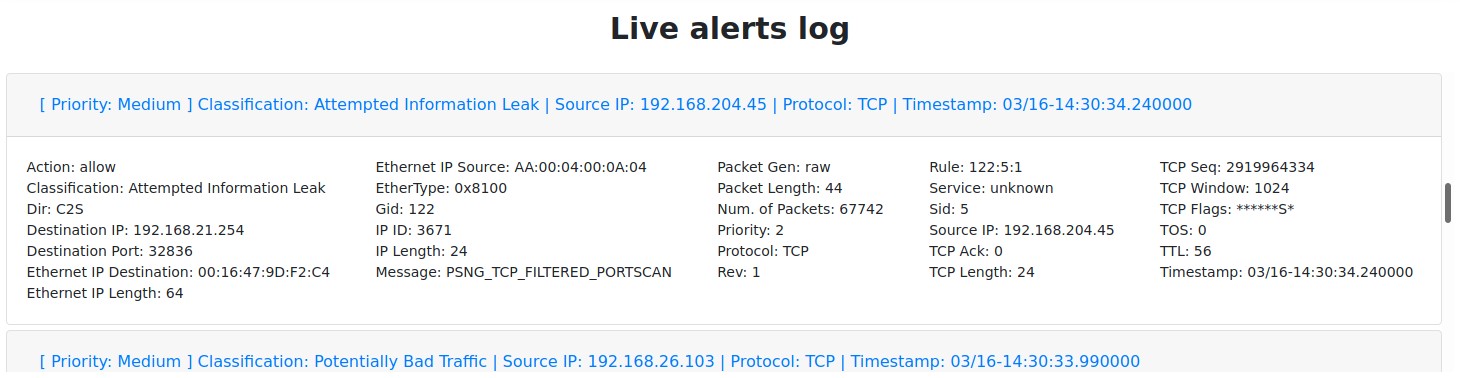 Live alerts log
[ Priority: Medium ] Classification: Attempted Information Leak | Source IP: 192.168.204.45 | Protocol: TCP | Timestamp: 03/16-14:30:34.240000
Action: allow
Classification: Attempted Information Leak
Dir: C2S
Destination IP: 192.168.21.254
Destination Port: 32836
Ethernet IP Destination: 00:16:47:9D:F2:C4
Ethernet IP Length: 64
Ethernet IP Source: AA:00:04:00:0A:04
EtherType: 0x8100
Gid: 122
IP ID: 3671
IP Length: 24
Message: PSNG_TCP_FILTERED_PORTSCAN
Packet Gen: raw
Packet Length: 44
Num. of Packets: 67742
Priority: 2
Protocol: TCP
Rev: 1
Rule: 122:5:1
Service: unknown
Sid: 5
Source IP: 192.168.204.45
TCP Ack: 0
TCP Length: 24
TCP Seq: 2919964334
TCP Window: 1024
TCP Flags: ******S*
TOS: 0
TTL: 56
Timestamp: 03/16-14:30:34.240000
[ Priority: Medium ] Classification: Potentially Bad Traffic | Source IP: 192.168.26.103 | Protocol: TCP | Timestamp: 03/16-14:30:33.990000